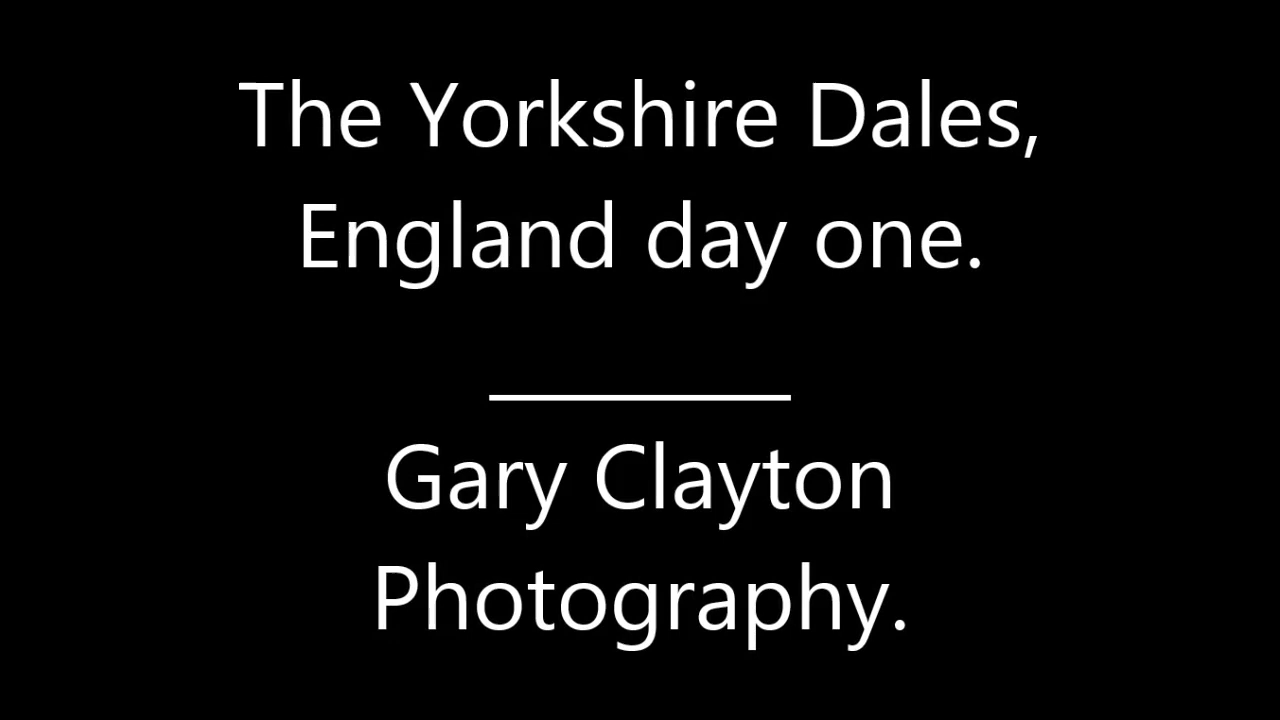 The Yorkshire Dales,
England day one.
Gary Clayton
Photography.